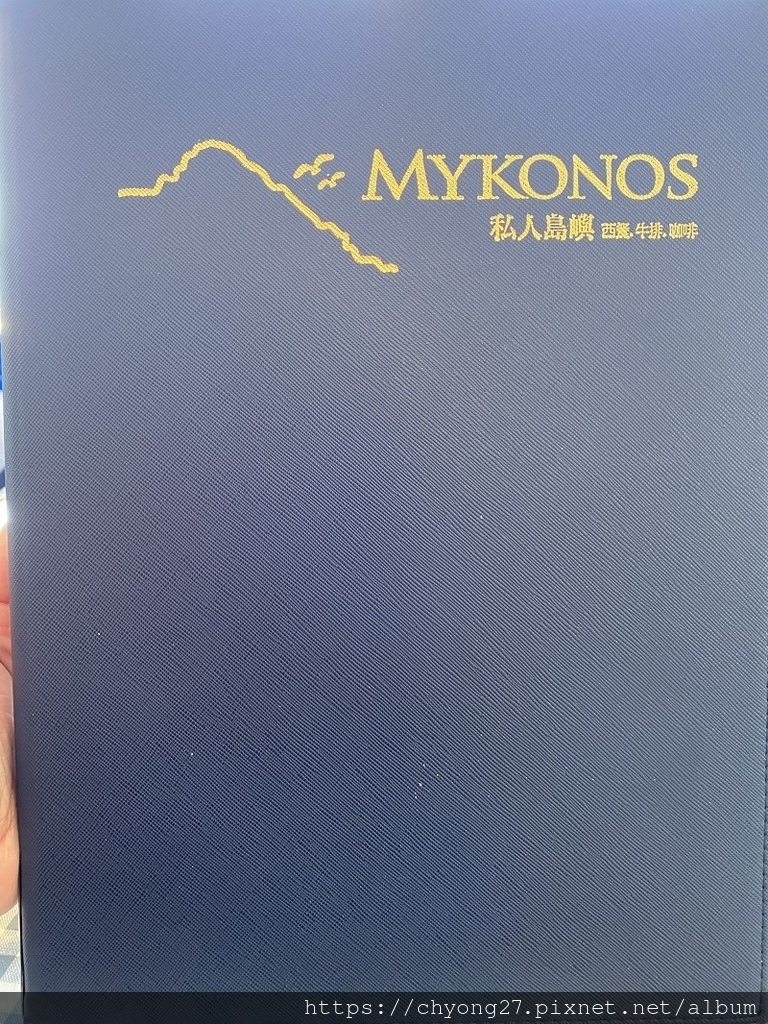 MYKONOS
私人島嶼 西餐.牛排.咖啡
https://chyong27.pixnet.net/album